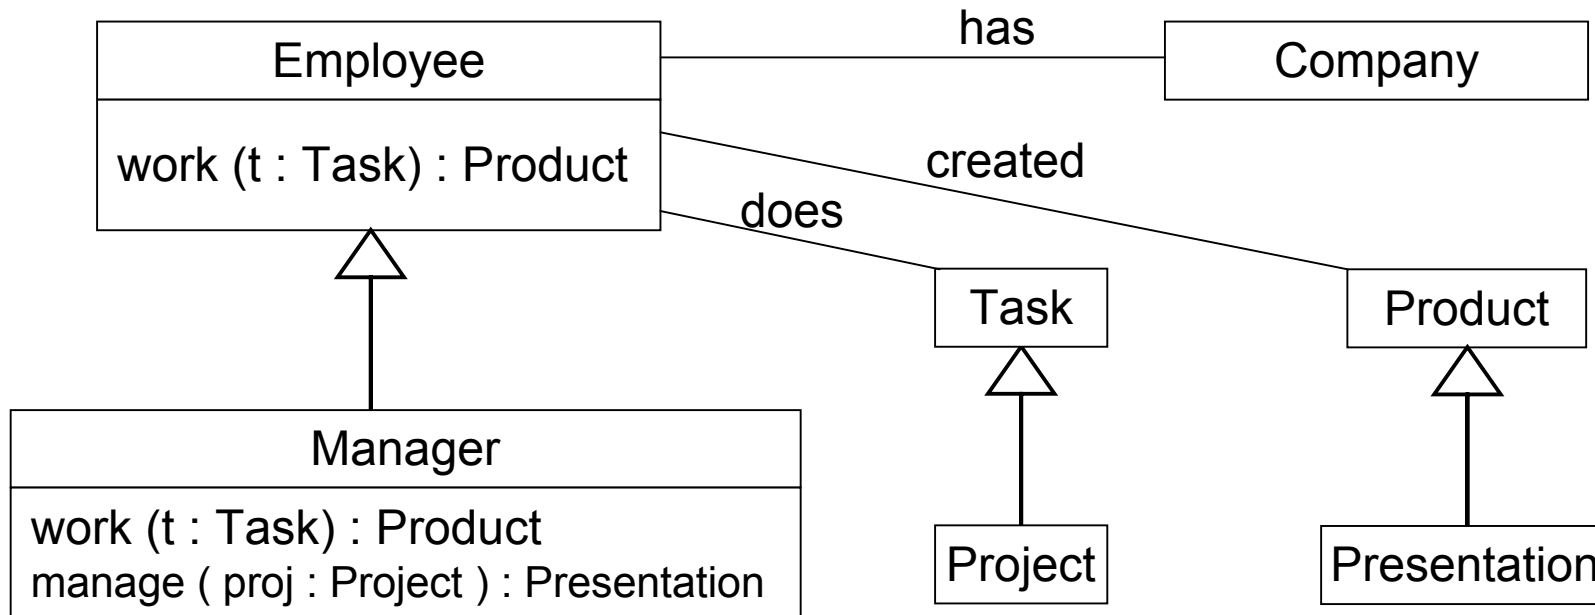 has
Employee
Company
work (t : Task) : Product
created
does
Task
Product
Manager
work (t : Task) : Product
manage ( proj : Project ) : Presentation
Project
Presentation